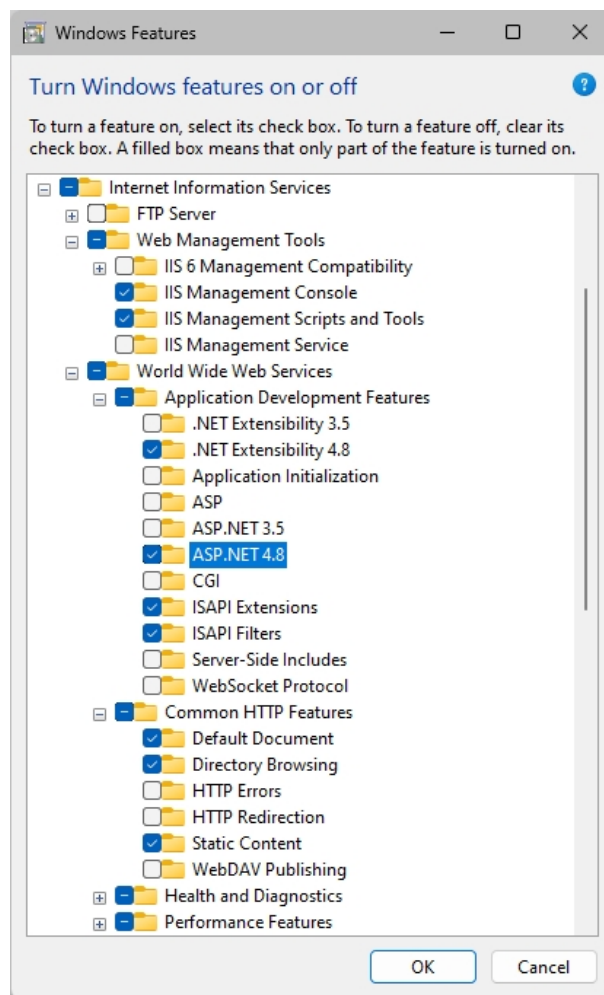 Windows Features
Turn Windows features on or off
?
To turn a feature on, select its check box. To turn a feature off, clear its
check box. A filled box means that only part of the feature is turned on.
Internet Information Services
FTP Server
Web Management Tools
IIS 6 Management Compatibility
IIS Management Console
IIS Management Scripts and Tools
IIS Management Service
World Wide Web Services
Application Development Features
.NET Extensibility 3.5
.NET Extensibility 4.8
Application Initialization
ASP
ASP.NET 3.5
ASP.NET 4.8
CGI
ISAPI Extensions
ISAPI Filters
Server-Side Includes
WebSocket Protocol
Common HTTP Features
Default Document
Directory Browsing
HTTP Errors
HTTP Redirection
Static Content
WebDAV Publishing
Health and Diagnostics
Performance Features
OK Cancel